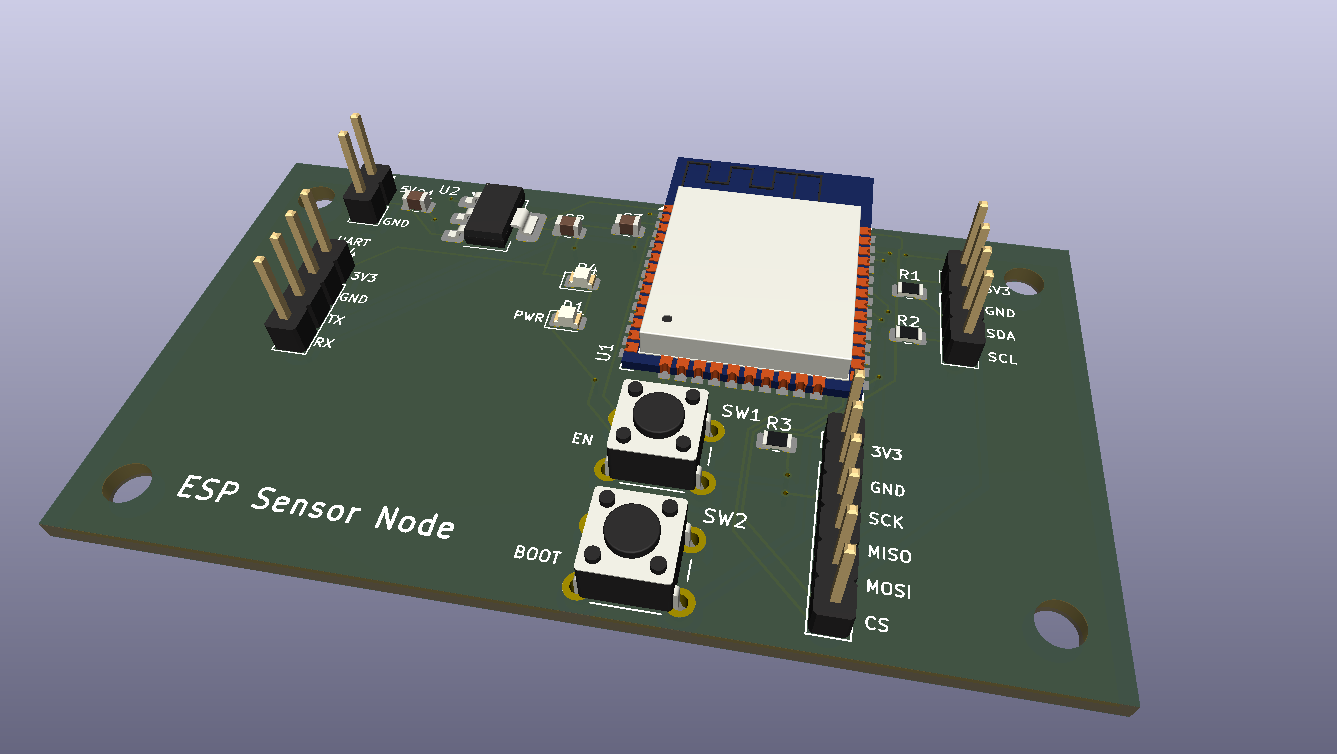 U2
GND
UART
3V3
GND
TX
RX
PWR
U1
R1
R2
3V3
GND
SDA
SCL
SW1
EN
R3
SW2
BOOT
3V3
GND
SCK
MISO
MOSI
CS
ESP Sensor Node